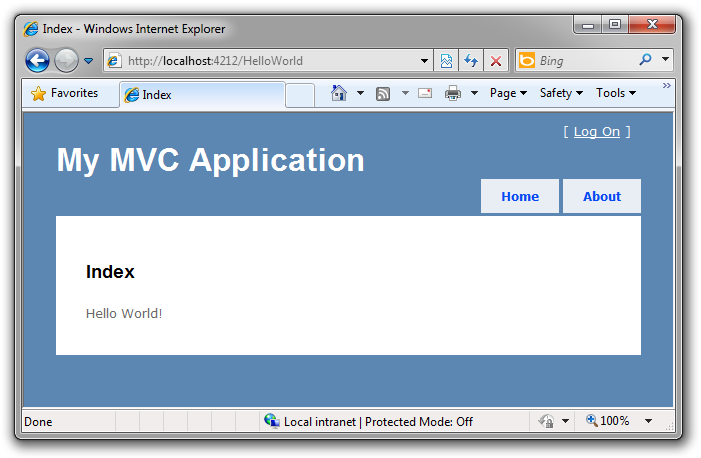 Index - Windows Internet Explorer
http://localhost:4212/HelloWorld
Bing
Favorites
Index
Page
Safety
Tools
»
[ Log On ]
My MVC Application
Home
About
Index
Hello World!
Done
Local intranet | Protected Mode: Off
100%